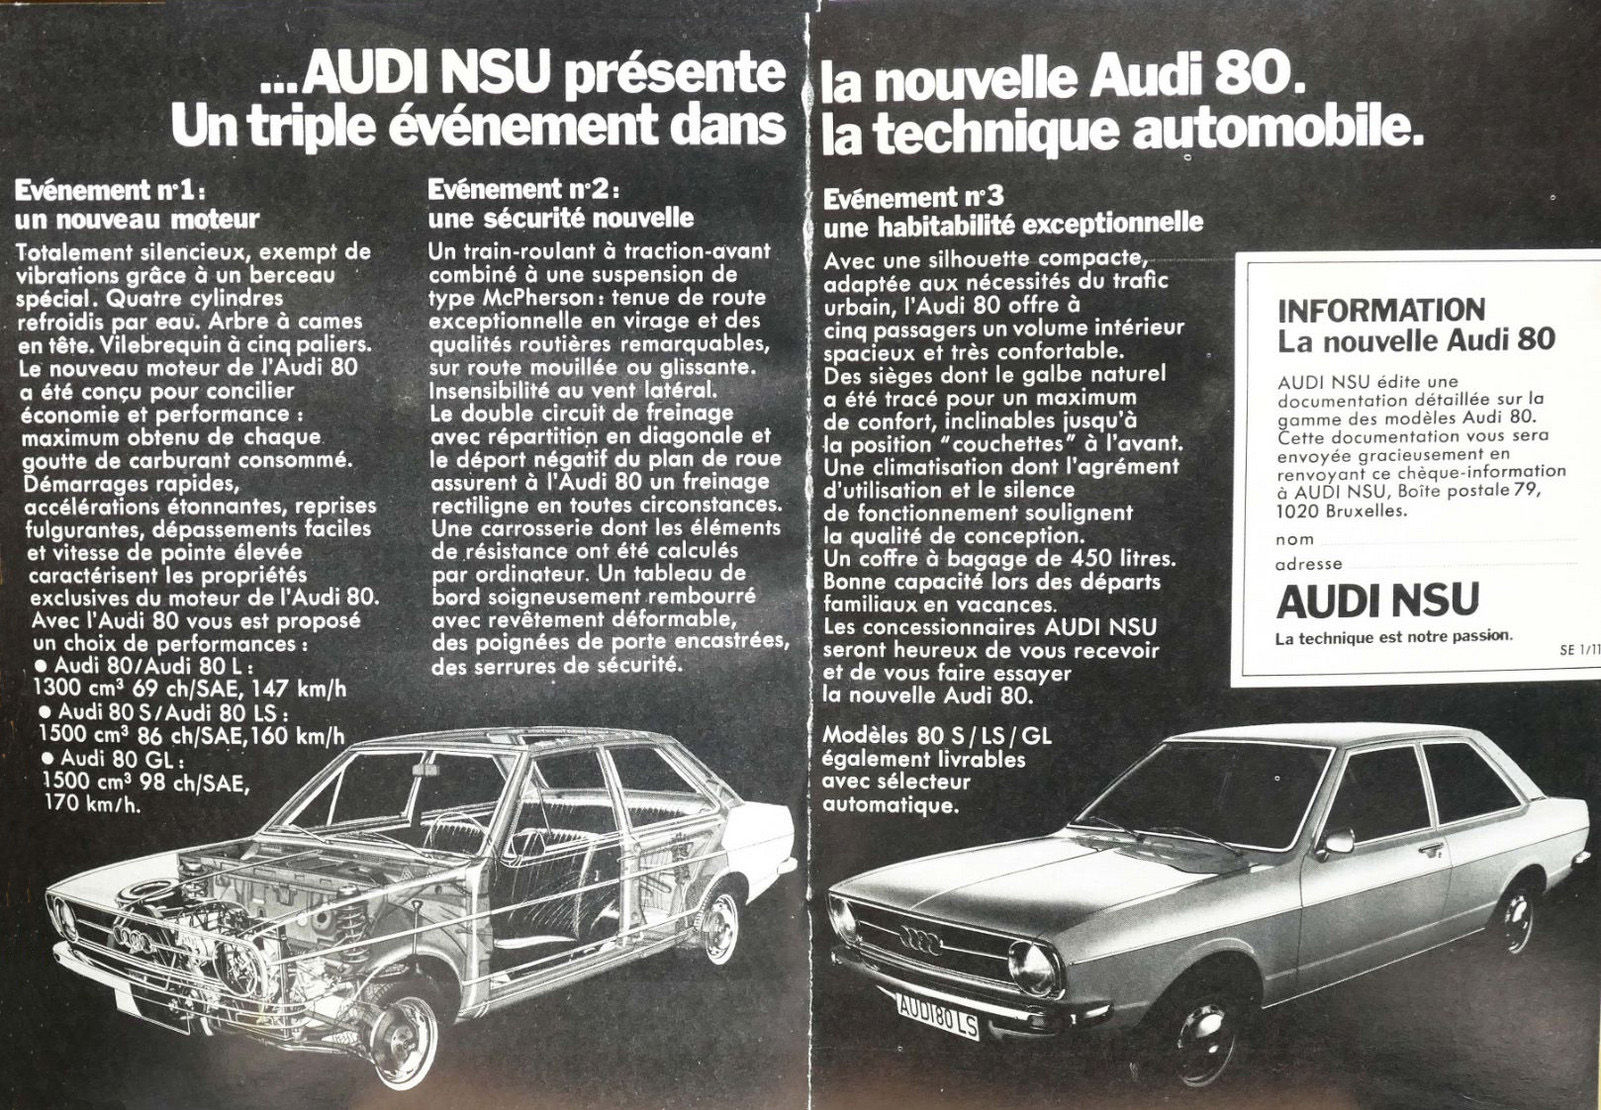 ...AUDI NSU présente la nouvelle Audi 80.
Un triple événement dans la technique automobile.
Evénement n°1:
un nouveau moteur
Totalement silencieux, exempt de
vibrations grâce à un berceau
spécial. Quatre cylindres
refroidis par eau. Arbre à cames
en tête. Vilebrequin à cinq paliers.
Le nouveau moteur de l'Audi 80
a été conçu pour concilier
économie et performance :
maximum obtenu de chaque
goutte de carburant consommé.
Démarrages rapides,
accélérations étonnantes, reprises
fulgurantes, dépassements faciles
et vitesse de pointe élevée
caractérisent les propriétés
exclusives du moteur de l'Audi 80.
Avec l'Audi 80 vous est proposé
un choix de performances :
● Audi 80/Audi 80 L :
1300 cm³ 69 ch/SAE, 147 km/h
● Audi 80 S/Audi 80 LS :
1500 cm³ 86 ch/SAE, 160 km/h
● Audi 80 GL :
1500 cm³ 98 ch/SAE,
170 km/h.
Evénement n°2:
une sécurité nouvelle
Un train-roulant à traction-avant
combiné à une suspension de
type McPherson : tenue de route
exceptionnelle en virage et des
qualités routières remarquables,
sur route mouillée ou glissante.
Insensibilité au vent latéral.
Le double circuit de freinage
avec répartition en diagonale et
le déport négatif du plan de roue
assurent à l'Audi 80 un freinage
rectiligne en toutes circonstances.
Une carrosserie dont les éléments
de résistance ont été calculés
par ordinateur. Un tableau de
bord soigneusement rembourré
avec revêtement déformable,
des poignées de porte encastrées,
des serrures de sécurité.
Evénement n°3
une habitabilité exceptionnelle
Avec une silhouette compacte,
adaptée aux nécessités du trafic
urbain, l'Audi 80 offre à
cinq passagers un volume intérieur
spacieux et très confortable.
Des sièges dont le galbe naturel
a été tracé pour un maximum
de confort, inclinables jusqu'à
la position "couchettes" à l'avant.
Une climatisation dont l'agrément
d'utilisation et le silence
de fonctionnement soulignent
la qualité de conception.
Un coffre à bagage de 450 litres.
Bonne capacité lors des départs
familiaux en vacances.
Les concessionnaires AUDI NSU
seront heureux de vous recevoir
et de vous faire essayer
la nouvelle Audi 80.
Modèles 80 S/LS/GL
également livrables
avec sélecteur
automatique.
INFORMATION
La nouvelle Audi 80
AUDI NSU édite une
documentation détaillée sur la
gamme des modèles Audi 80.
Cette documentation vous sera
envoyée gracieusement en
renvoyant ce chèque-information
à AUDI NSU, Boîte postale 79,
1020 Bruxelles.
nom
adresse
AUDI NSU
La technique est notre passion.
SE 1/11
AUDI 80 LS